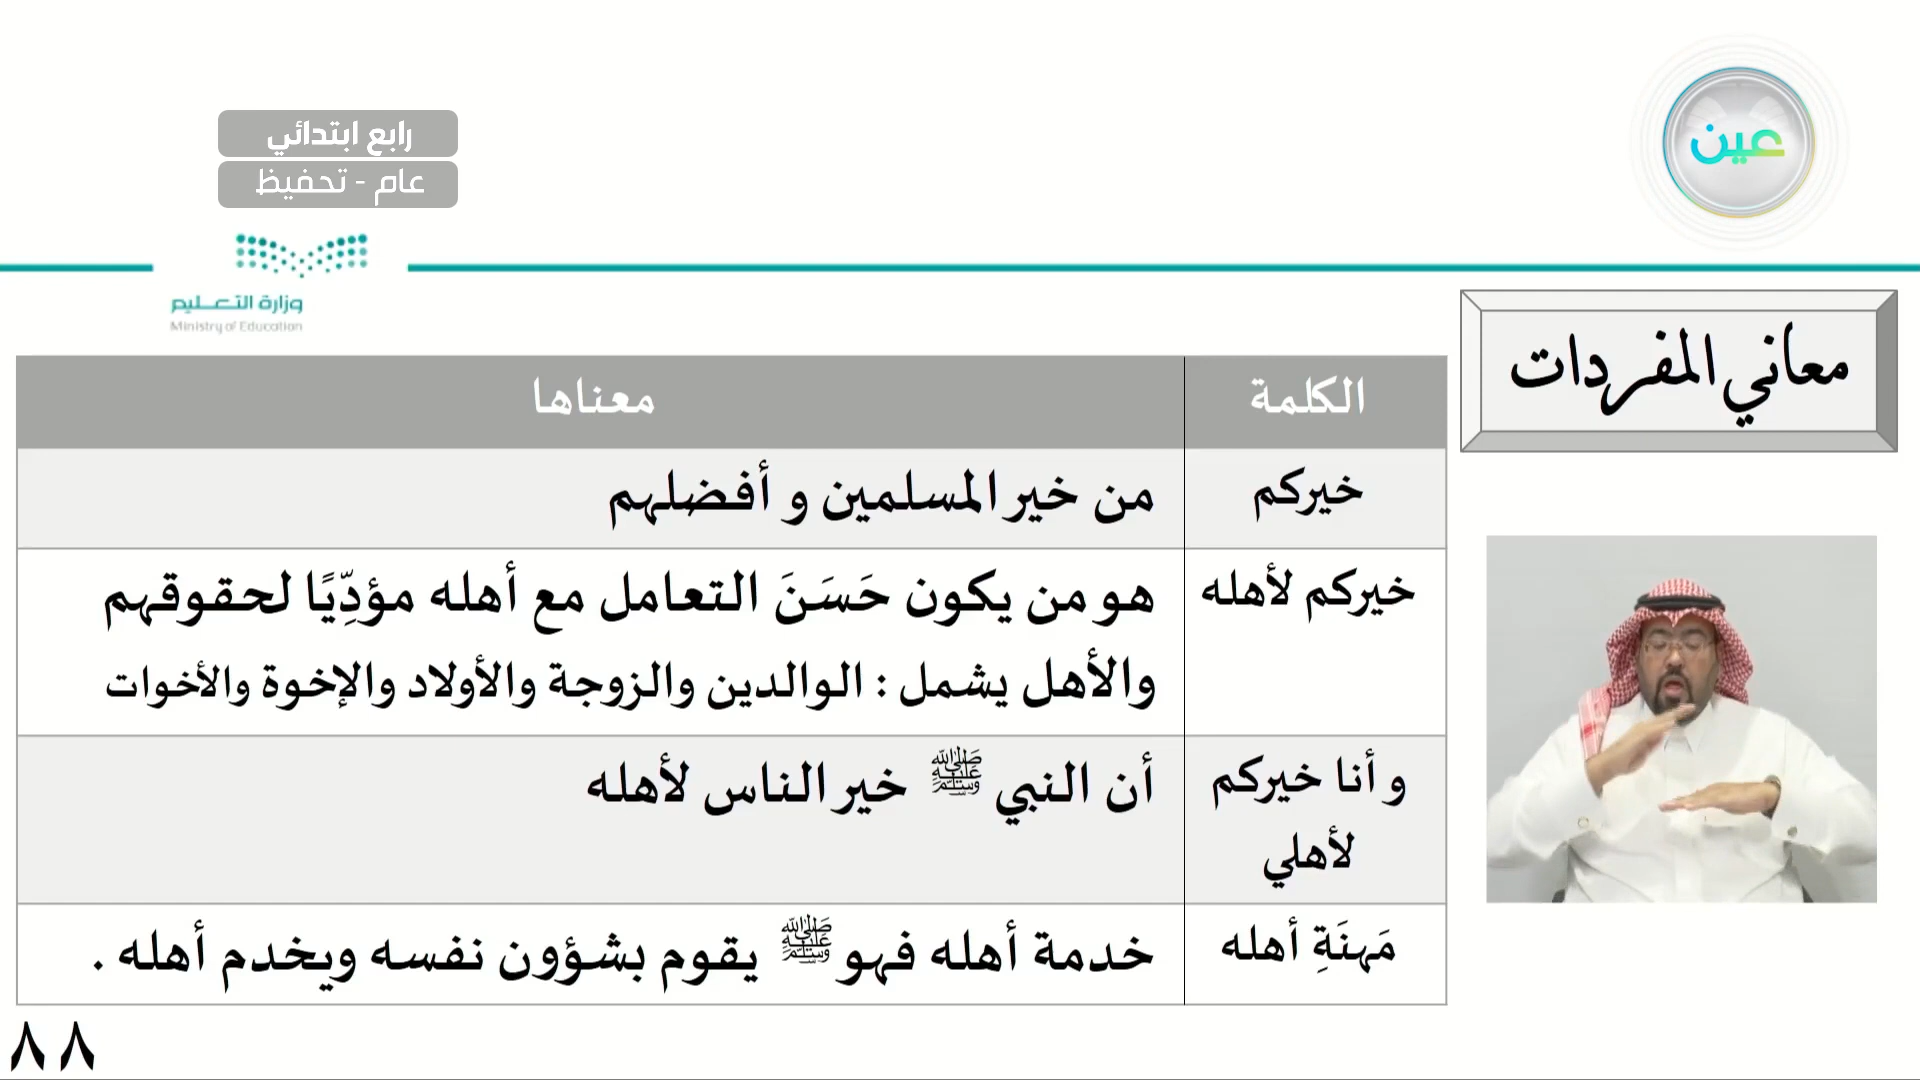 عين
رابع ابتدائي
عام - تحفيظ
وزارة التعليم
Ministry of Education
معاني المفردات
الكلمة
معناها
خيركم
من خير المسلمين و أفضلهم
خيركم لأهله
هو من يكون حَسَنَ التعامل مع أهله مؤدِّيًا لحقوقهم
والأهل يشمل : الوالدين والزوجة والأولاد والإخوة والأخوات
و أنا خيركم
لأهلي
أن النبي ﷺ خير الناس لأهله
مَهنَةِ أهله
خدمة أهله فهو ﷺ يقوم بشؤون نفسه ويخدم أهله .
٨٨